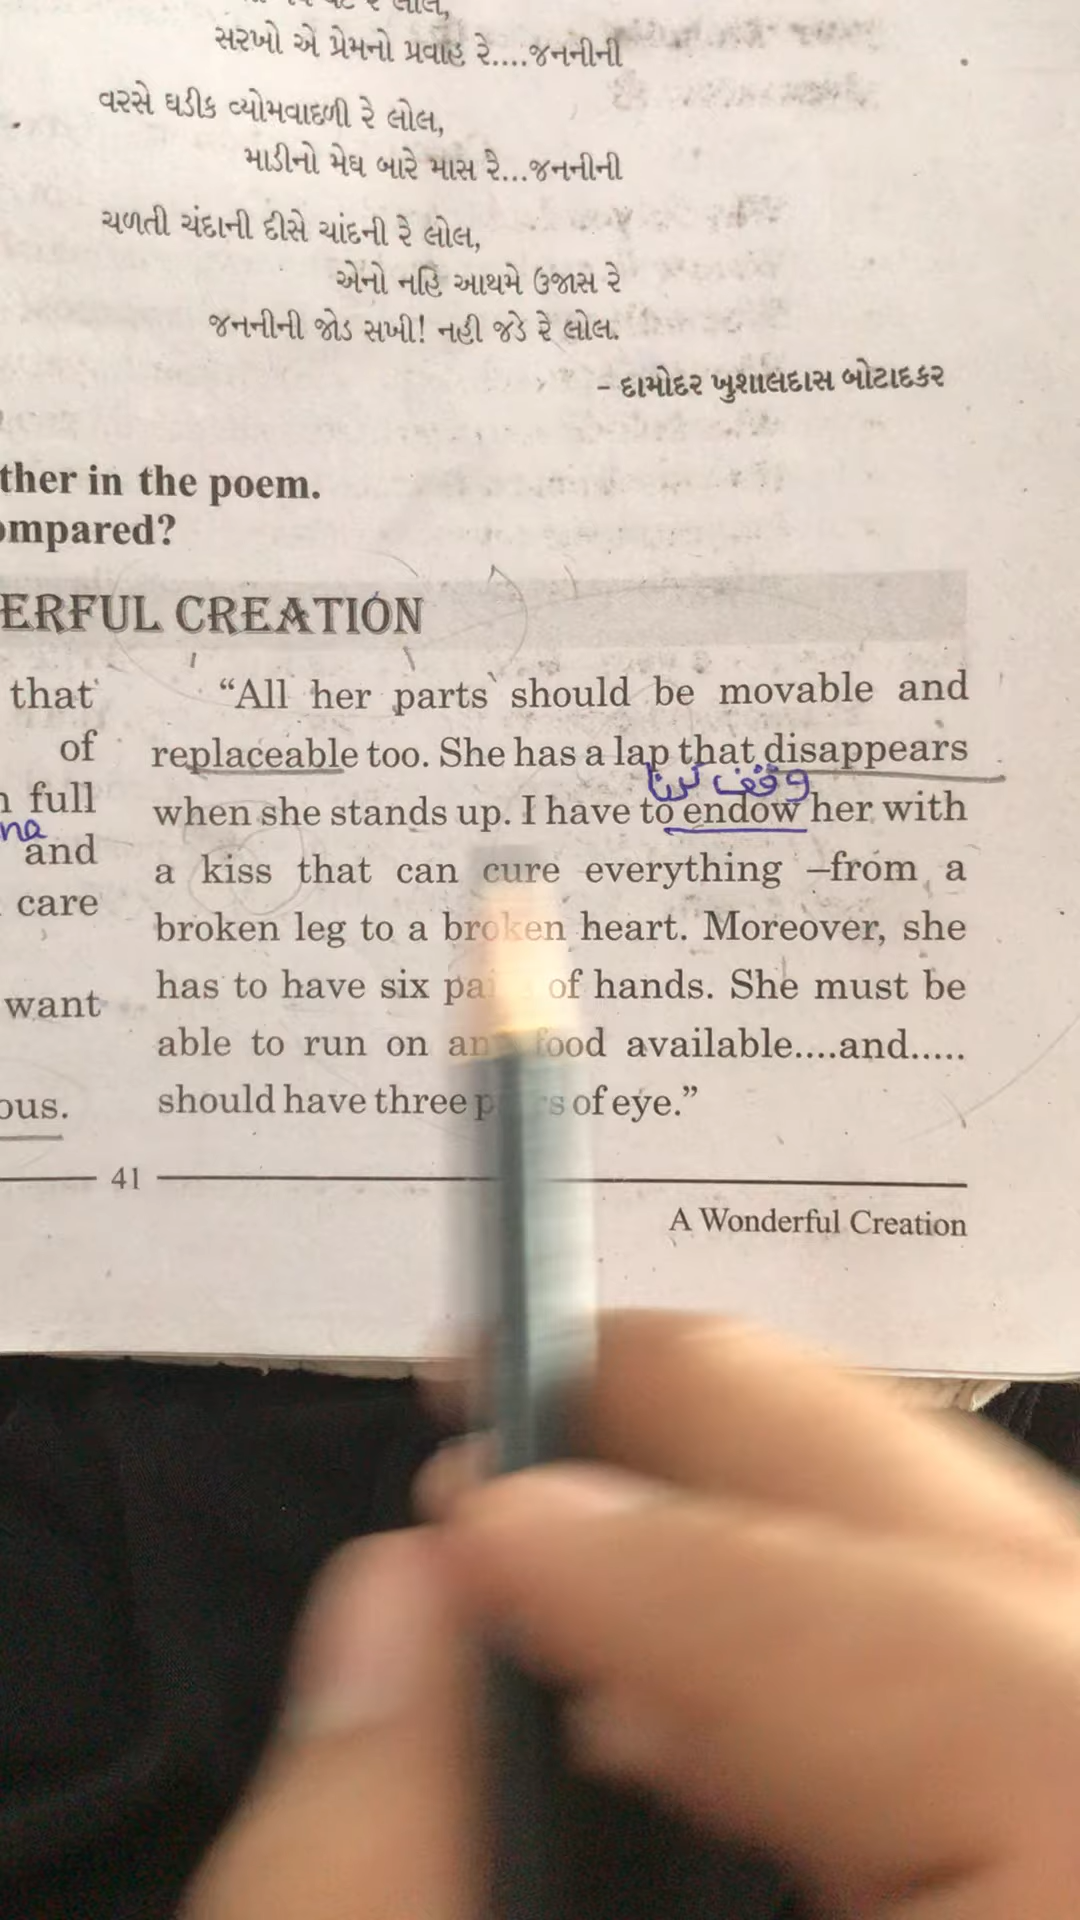 સરખો એ પ્રેમનો પ્રવાહ રે....જનનીની
વરસે ઘડીક વ્યોમવાદળી રે લોલ,
માડીનો મેઘ બારે માસ રે...જનનીની
ચળતી ચંદાની દીસે ચાંદની રે લોલ,
એનો નહિ આથમે ઉજાસ રે
જનનીની જોડ સખી! નહી જડે રે લોલ.
- દામોદર ખુશાલદાસ બોટાદકર
ther in the poem.
ompared?
ERFUL CREATION
that
of
full
na
and
care
want
ous.
“All her parts should be movable and
replaceable too. She has a lap that disappears
وقف کرنا
when she stands up. I have to endow her with
a kiss that can cure everything –from a
broken leg to a broken heart. Moreover, she
has to have six of hands. She must be
able to run on food available....and.....
should have three of eye.”
41
A Wonderful Creation